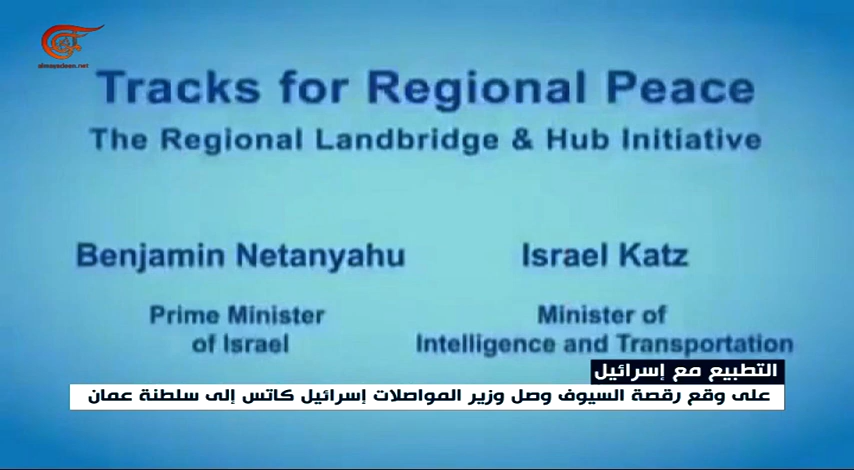 almayadeen.net
Tracks for Regional Peace
The Regional Landbridge & Hub Initiative
Benjamin Netanyahu
Israel Katz
Prime Minister
of Israel
Minister of
Intelligence and Transportation
التطبيع مع إسرائيل
على وقع رقصة السيوف وصل وزير المواصلات إسرائيل كاتس إلى سلطنة عمان